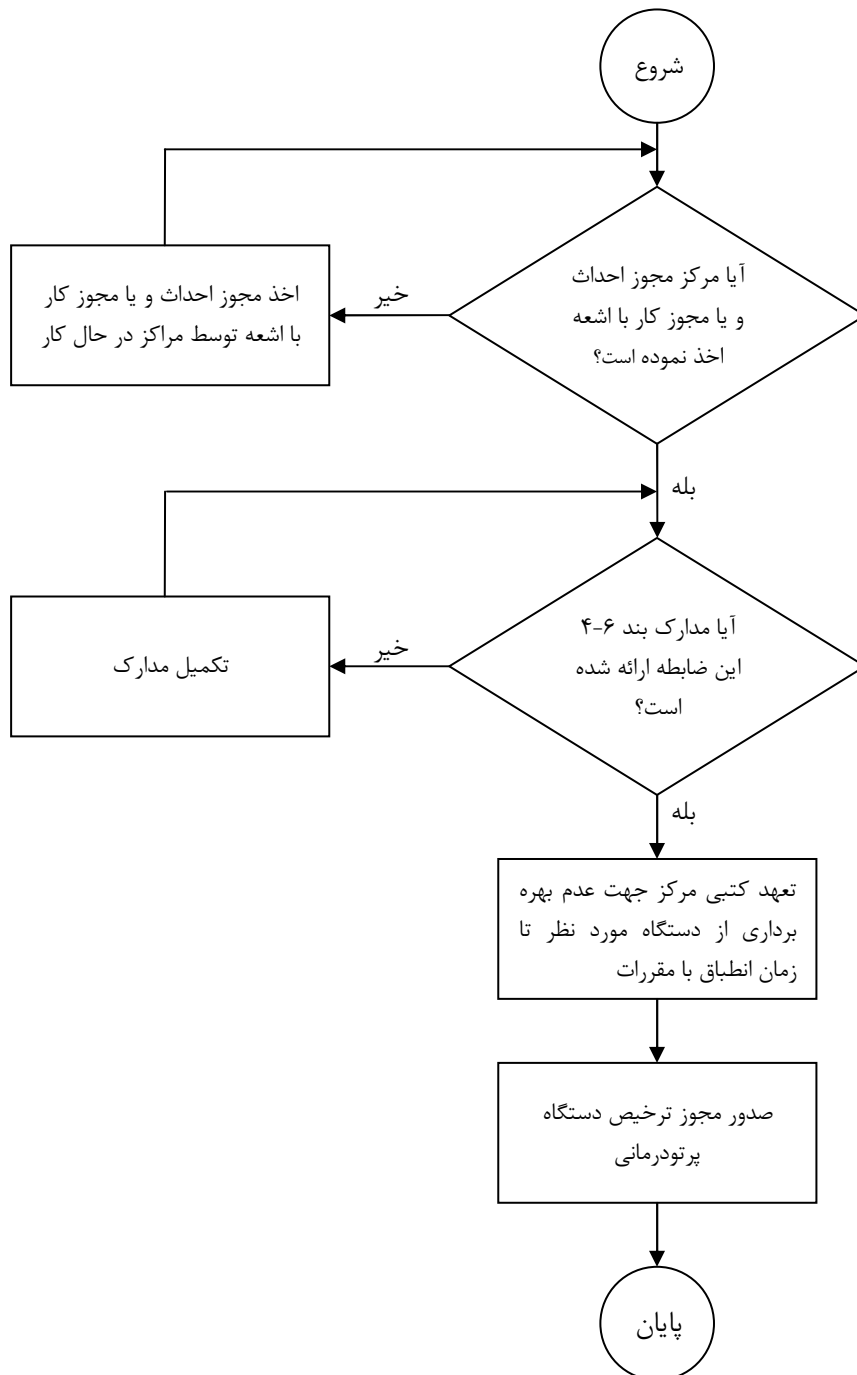 شروع
آیا مرکز مجوز احداث
و یا مجوز کار با اشعه
اخذ نموده است؟
خیر
اخذ مجوز احداث و یا مجوز کار
با اشعه توسط مراکز در حال کار
بله
آیا مدارک بند ۶-۴
این ضابطه ارائه شده
است؟
خیر
تکمیل مدارک
بله
تعهد کتبی مرکز جهت عدم بهره
برداری از دستگاه مورد نظر تا
زمان انطباق با مقررات
صدور مجوز ترخیص دستگاه
پرتودرمانی
پایان